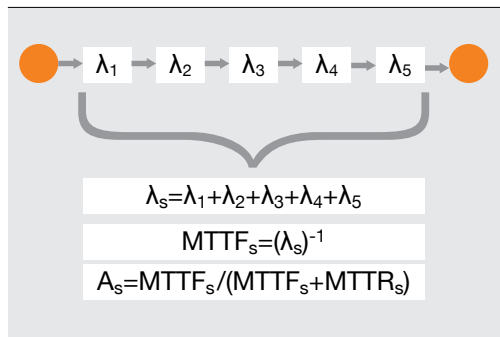 λ₁ λ₂ λ₃ λ₄ λ₅
λₛ=λ₁+λ₂+λ₃+λ₄+λ₅
MTTFₛ=(λₛ)⁻¹
Aₛ=MTTFₛ/(MTTFₛ+MTTRₛ)